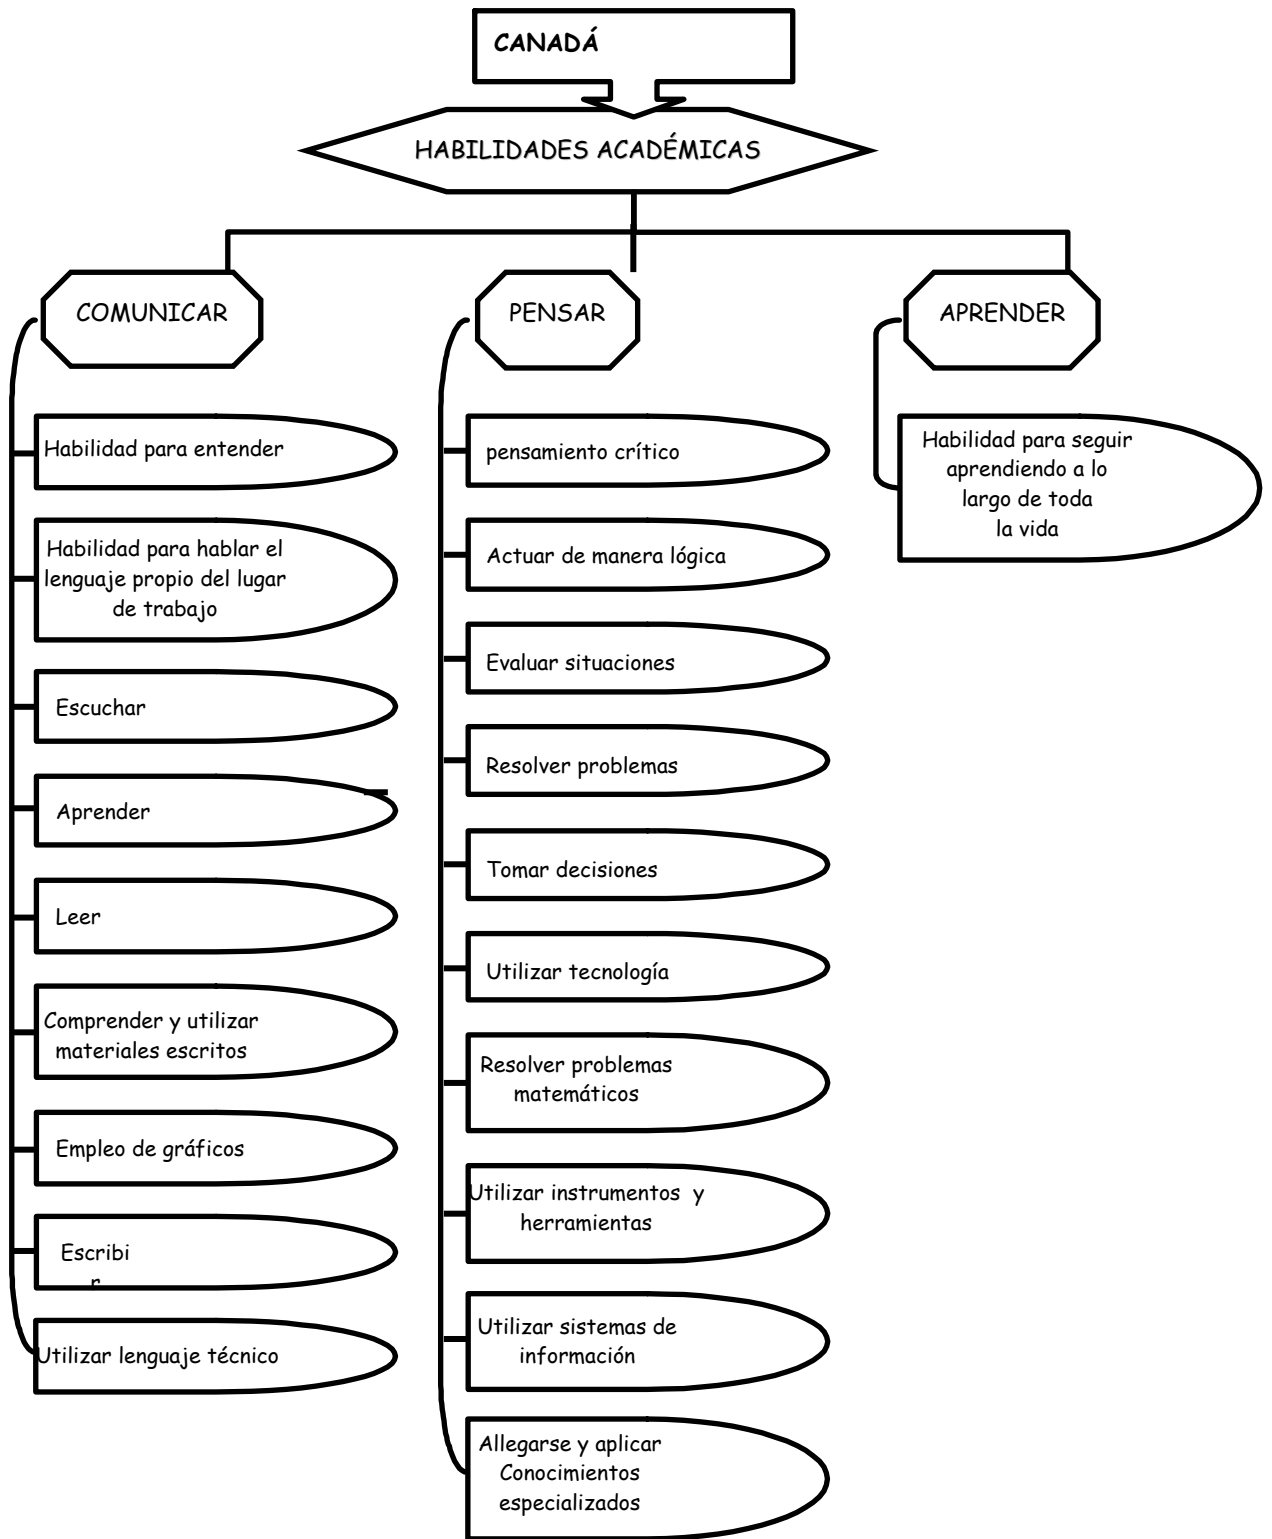 CANADÁ
HABILIDADES ACADÉMICAS
COMUNICAR
Habilidad para entender
Habilidad para hablar el
lenguaje propio del lugar
de trabajo
Escuchar
Aprender
Leer
Comprender y utilizar
materiales escritos
Empleo de gráficos
Escribi
r
Utilizar lenguaje técnico
PENSAR
pensamiento crítico
Actuar de manera lógica
Evaluar situaciones
Resolver problemas
Tomar decisiones
Utilizar tecnología
Resolver problemas
matemáticos
Utilizar instrumentos y
herramientas
Utilizar sistemas de
información
Allegarse y aplicar
Conocimientos
especializados
APRENDER
Habilidad para seguir
aprendiendo a lo
largo de toda
la vida